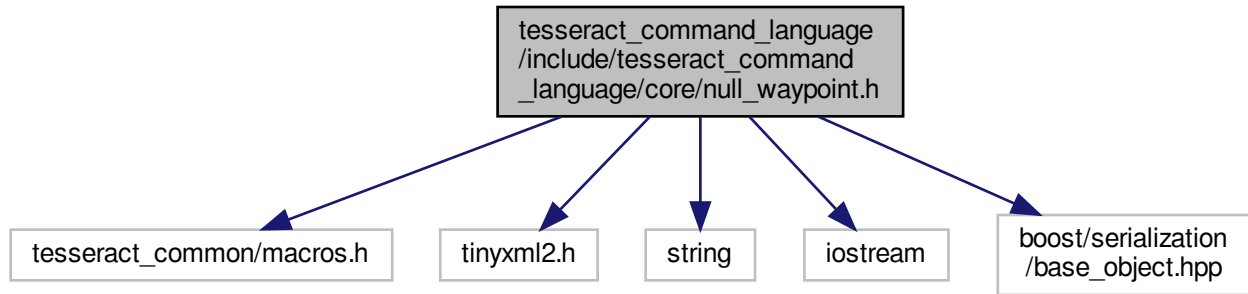 tesseract_command_language
/include/tesseract_command
_language/core/null_waypoint.h
tesseract_common/macros.h
tinyxml2.h
string
iostream
boost/serialization
/base_object.hpp